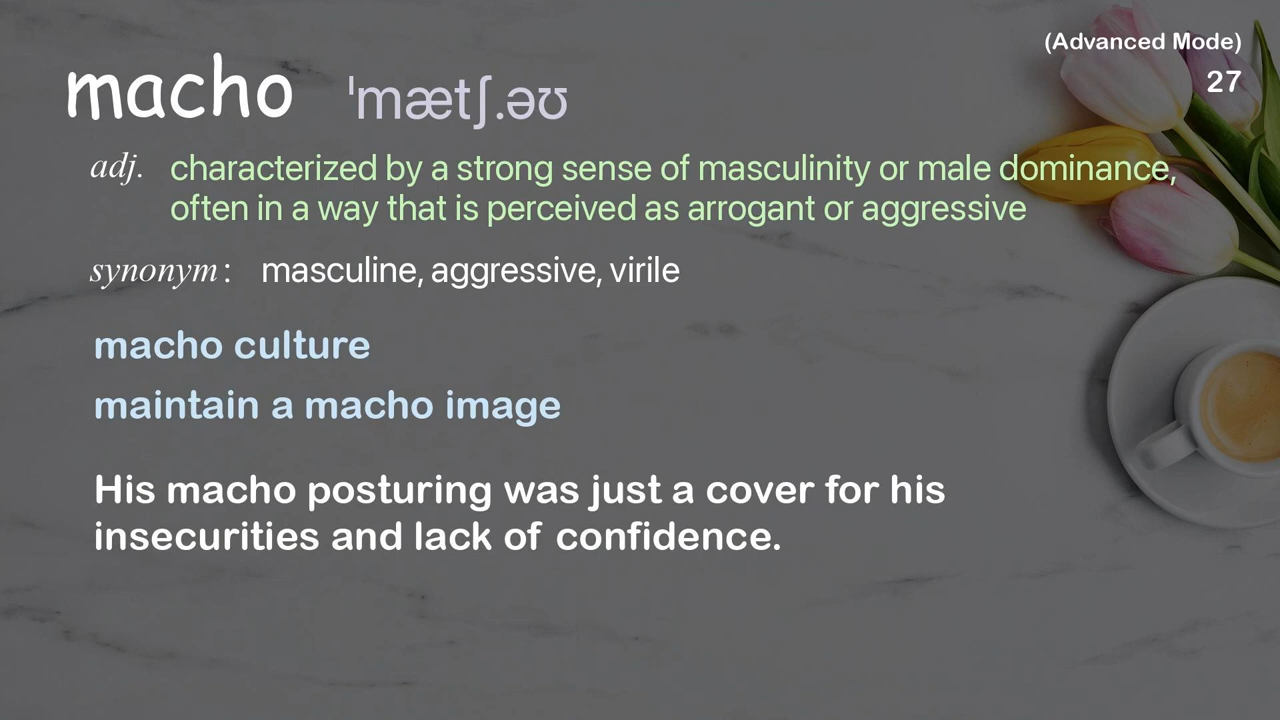 (Advanced Mode)
27
macho ˈmætʃ.əʊ
adj. characterized by a strong sense of masculinity or male dominance,
often in a way that is perceived as arrogant or aggressive
synonym: masculine, aggressive, virile
macho culture
maintain a macho image
His macho posturing was just a cover for his
insecurities and lack of confidence.